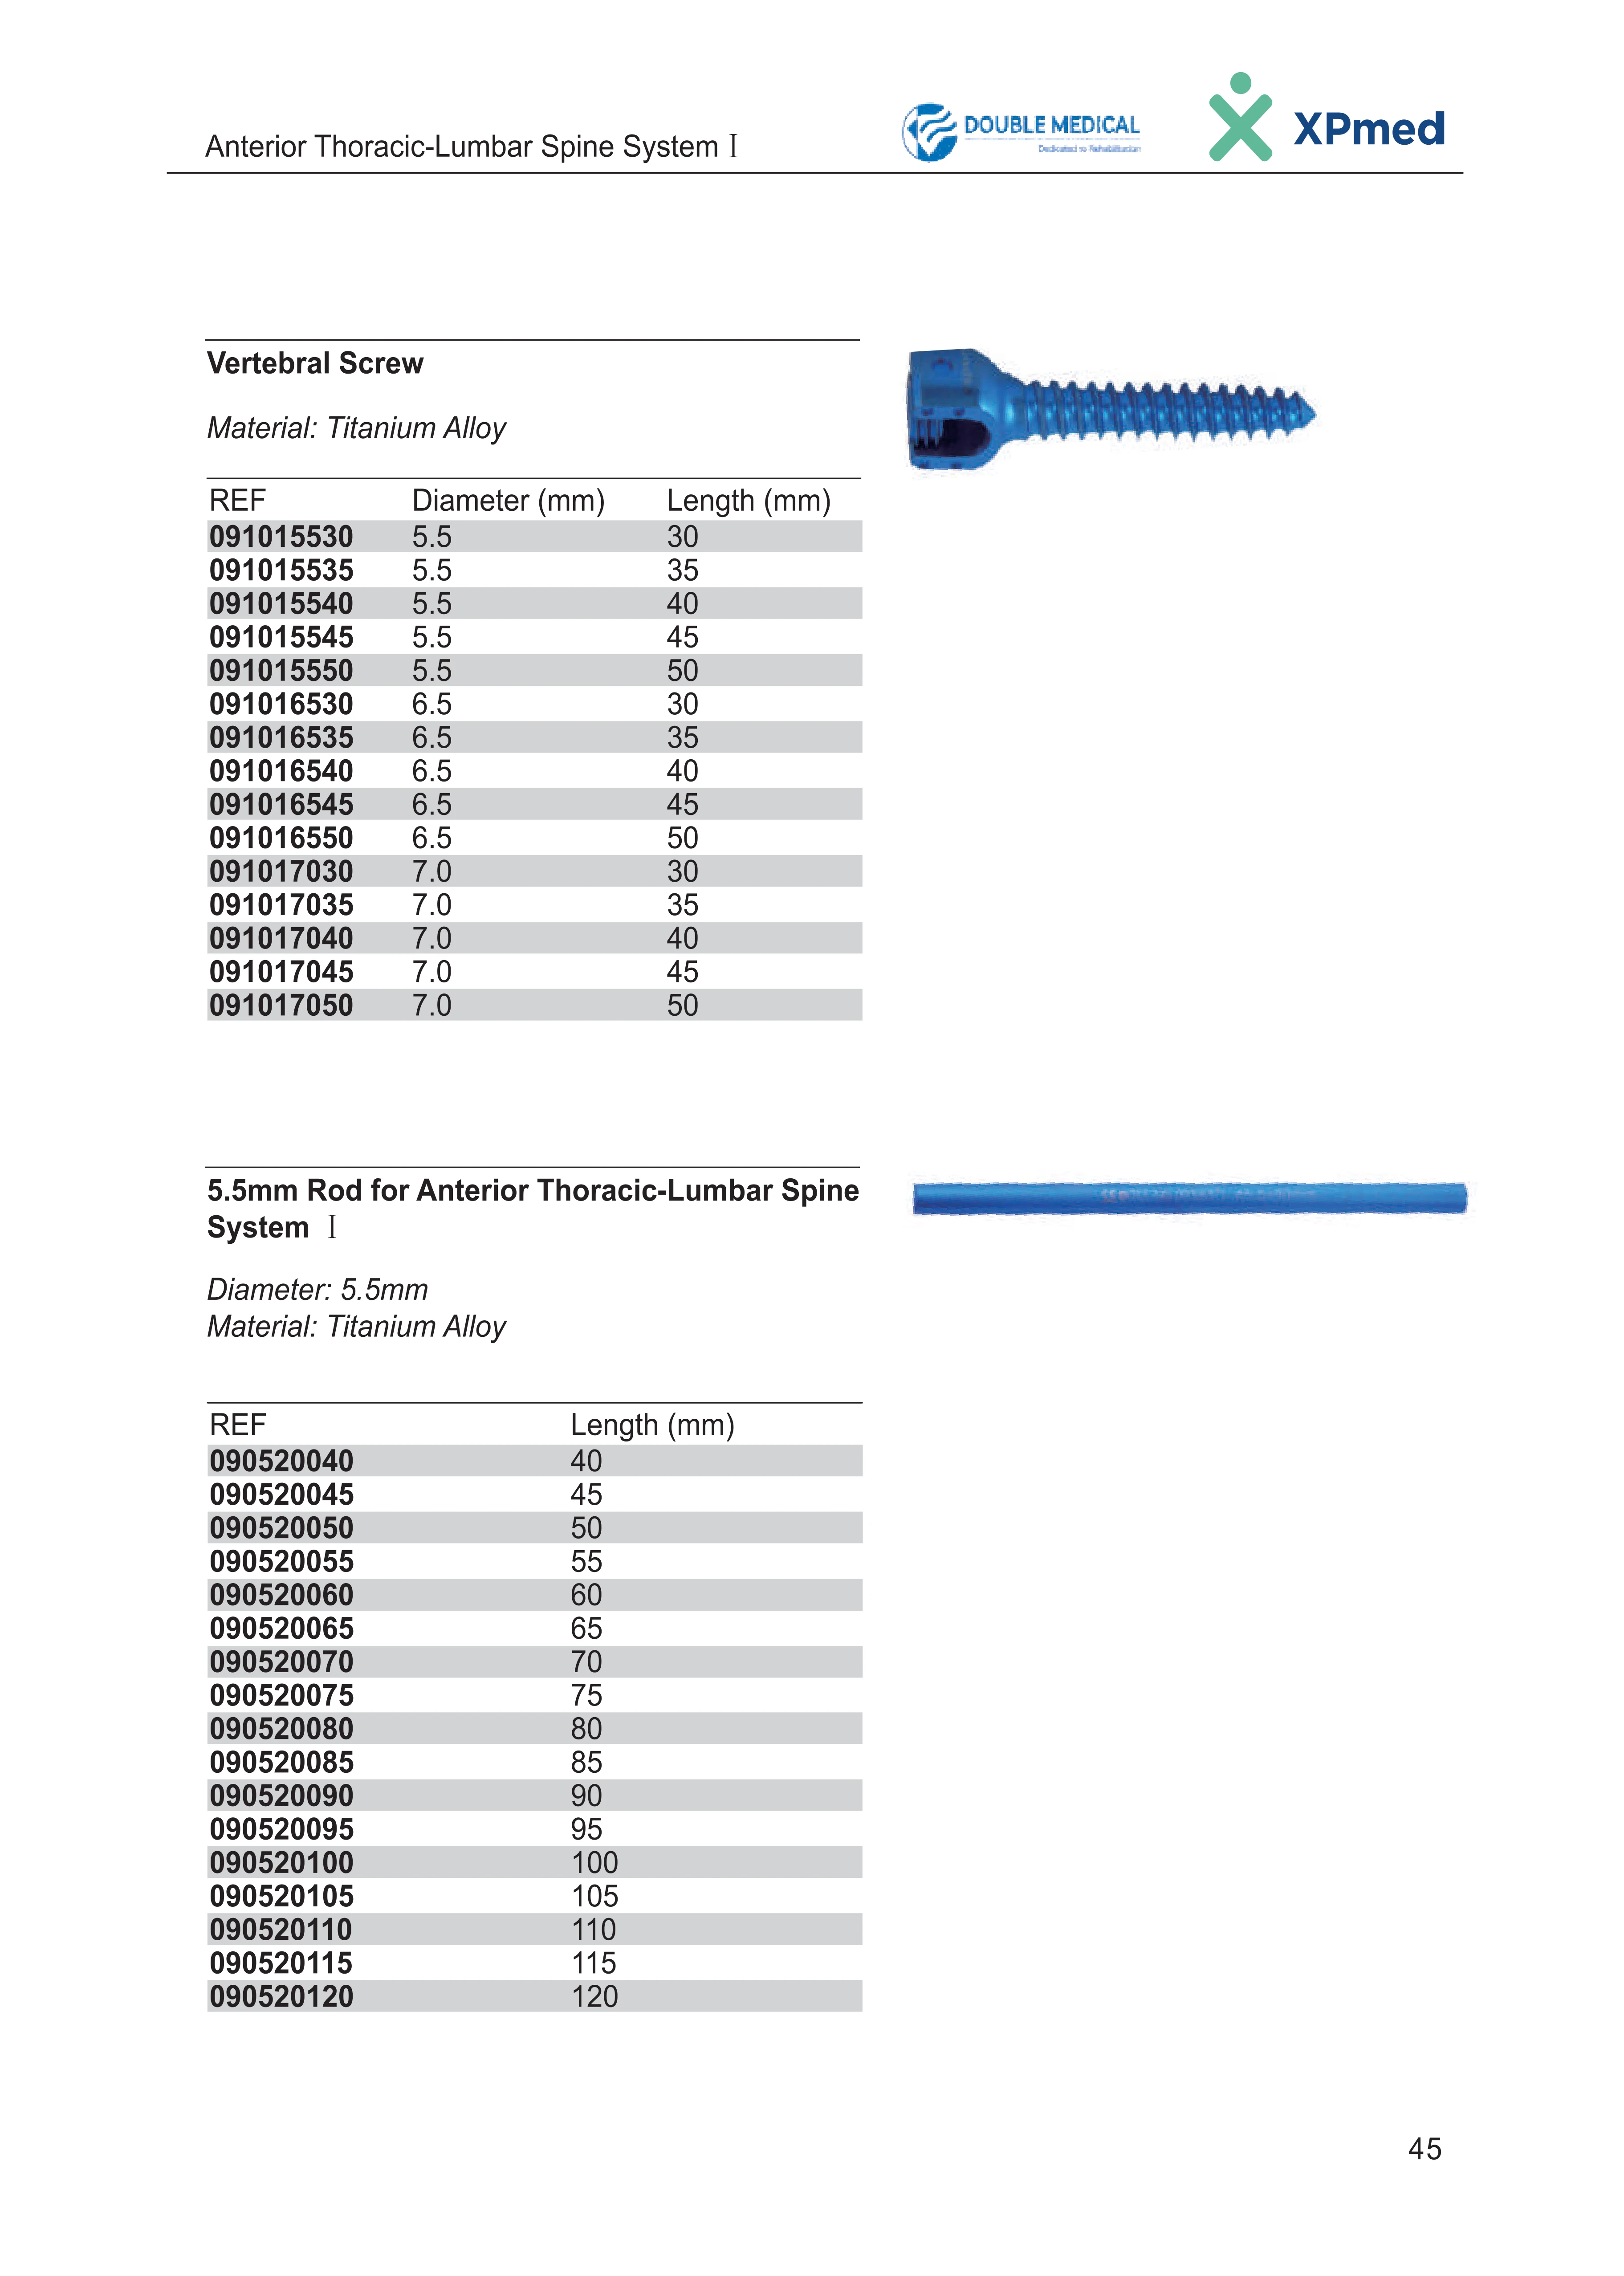 Anterior Thoracic-Lumbar Spine System Ⅰ
DOUBLE MEDICAL
Dedicated to Rehabilitation
XPmed
Vertebral Screw
Material: Titanium Alloy
REF Diameter (mm) Length (mm)
091015530 5.5 30
091015535 5.5 35
091015540 5.5 40
091015545 5.5 45
091015550 5.5 50
091016530 6.5 30
091016535 6.5 35
091016540 6.5 40
091016545 6.5 45
091016550 6.5 50
091017030 7.0 30
091017035 7.0 35
091017040 7.0 40
091017045 7.0 45
091017050 7.0 50
5.5mm Rod for Anterior Thoracic-Lumbar Spine
System Ⅰ
Diameter: 5.5mm
Material: Titanium Alloy
REF Length (mm)
090520040 40
090520045 45
090520050 50
090520055 55
090520060 60
090520065 65
090520070 70
090520075 75
090520080 80
090520085 85
090520090 90
090520095 95
090520100 100
090520105 105
090520110 110
090520115 115
090520120 120
45